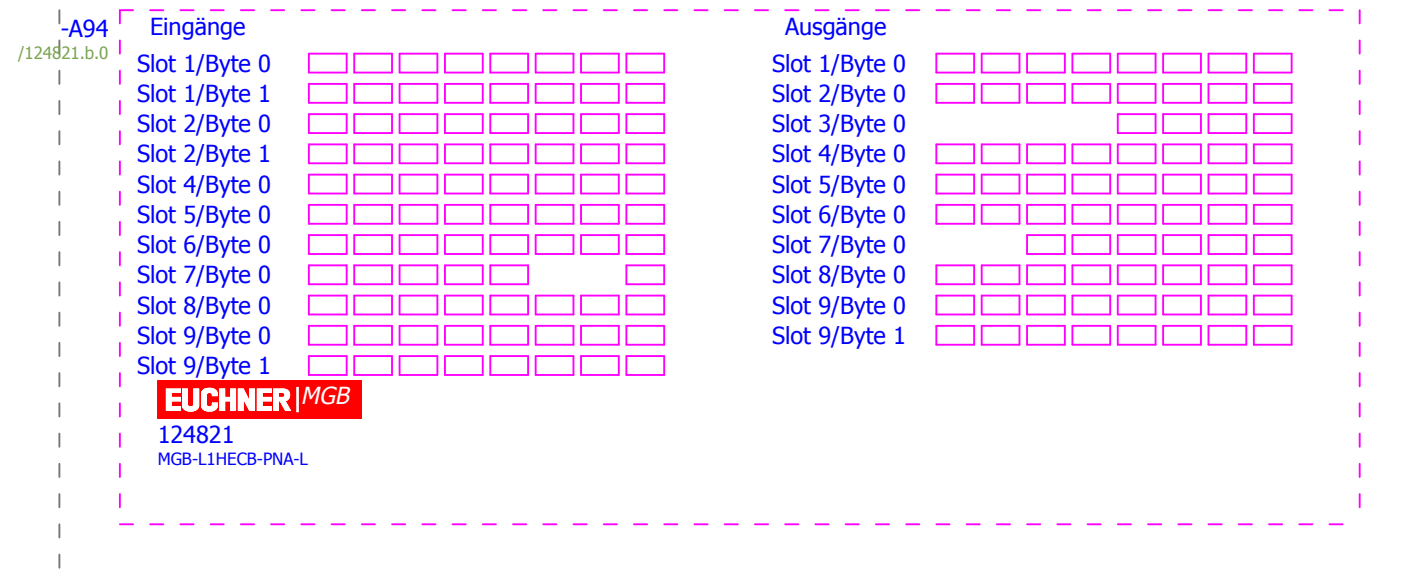 -A94
/124821.b.0
Eingänge
Slot 1/Byte 0
Slot 1/Byte 1
Slot 2/Byte 0
Slot 2/Byte 1
Slot 4/Byte 0
Slot 5/Byte 0
Slot 6/Byte 0
Slot 7/Byte 0
Slot 8/Byte 0
Slot 9/Byte 0
Slot 9/Byte 1
Ausgänge
Slot 1/Byte 0
Slot 2/Byte 0
Slot 3/Byte 0
Slot 4/Byte 0
Slot 5/Byte 0
Slot 6/Byte 0
Slot 7/Byte 0
Slot 8/Byte 0
Slot 9/Byte 0
Slot 9/Byte 1
EUCHNER|MGB
124821
MGB-L1HECB-PNA-L